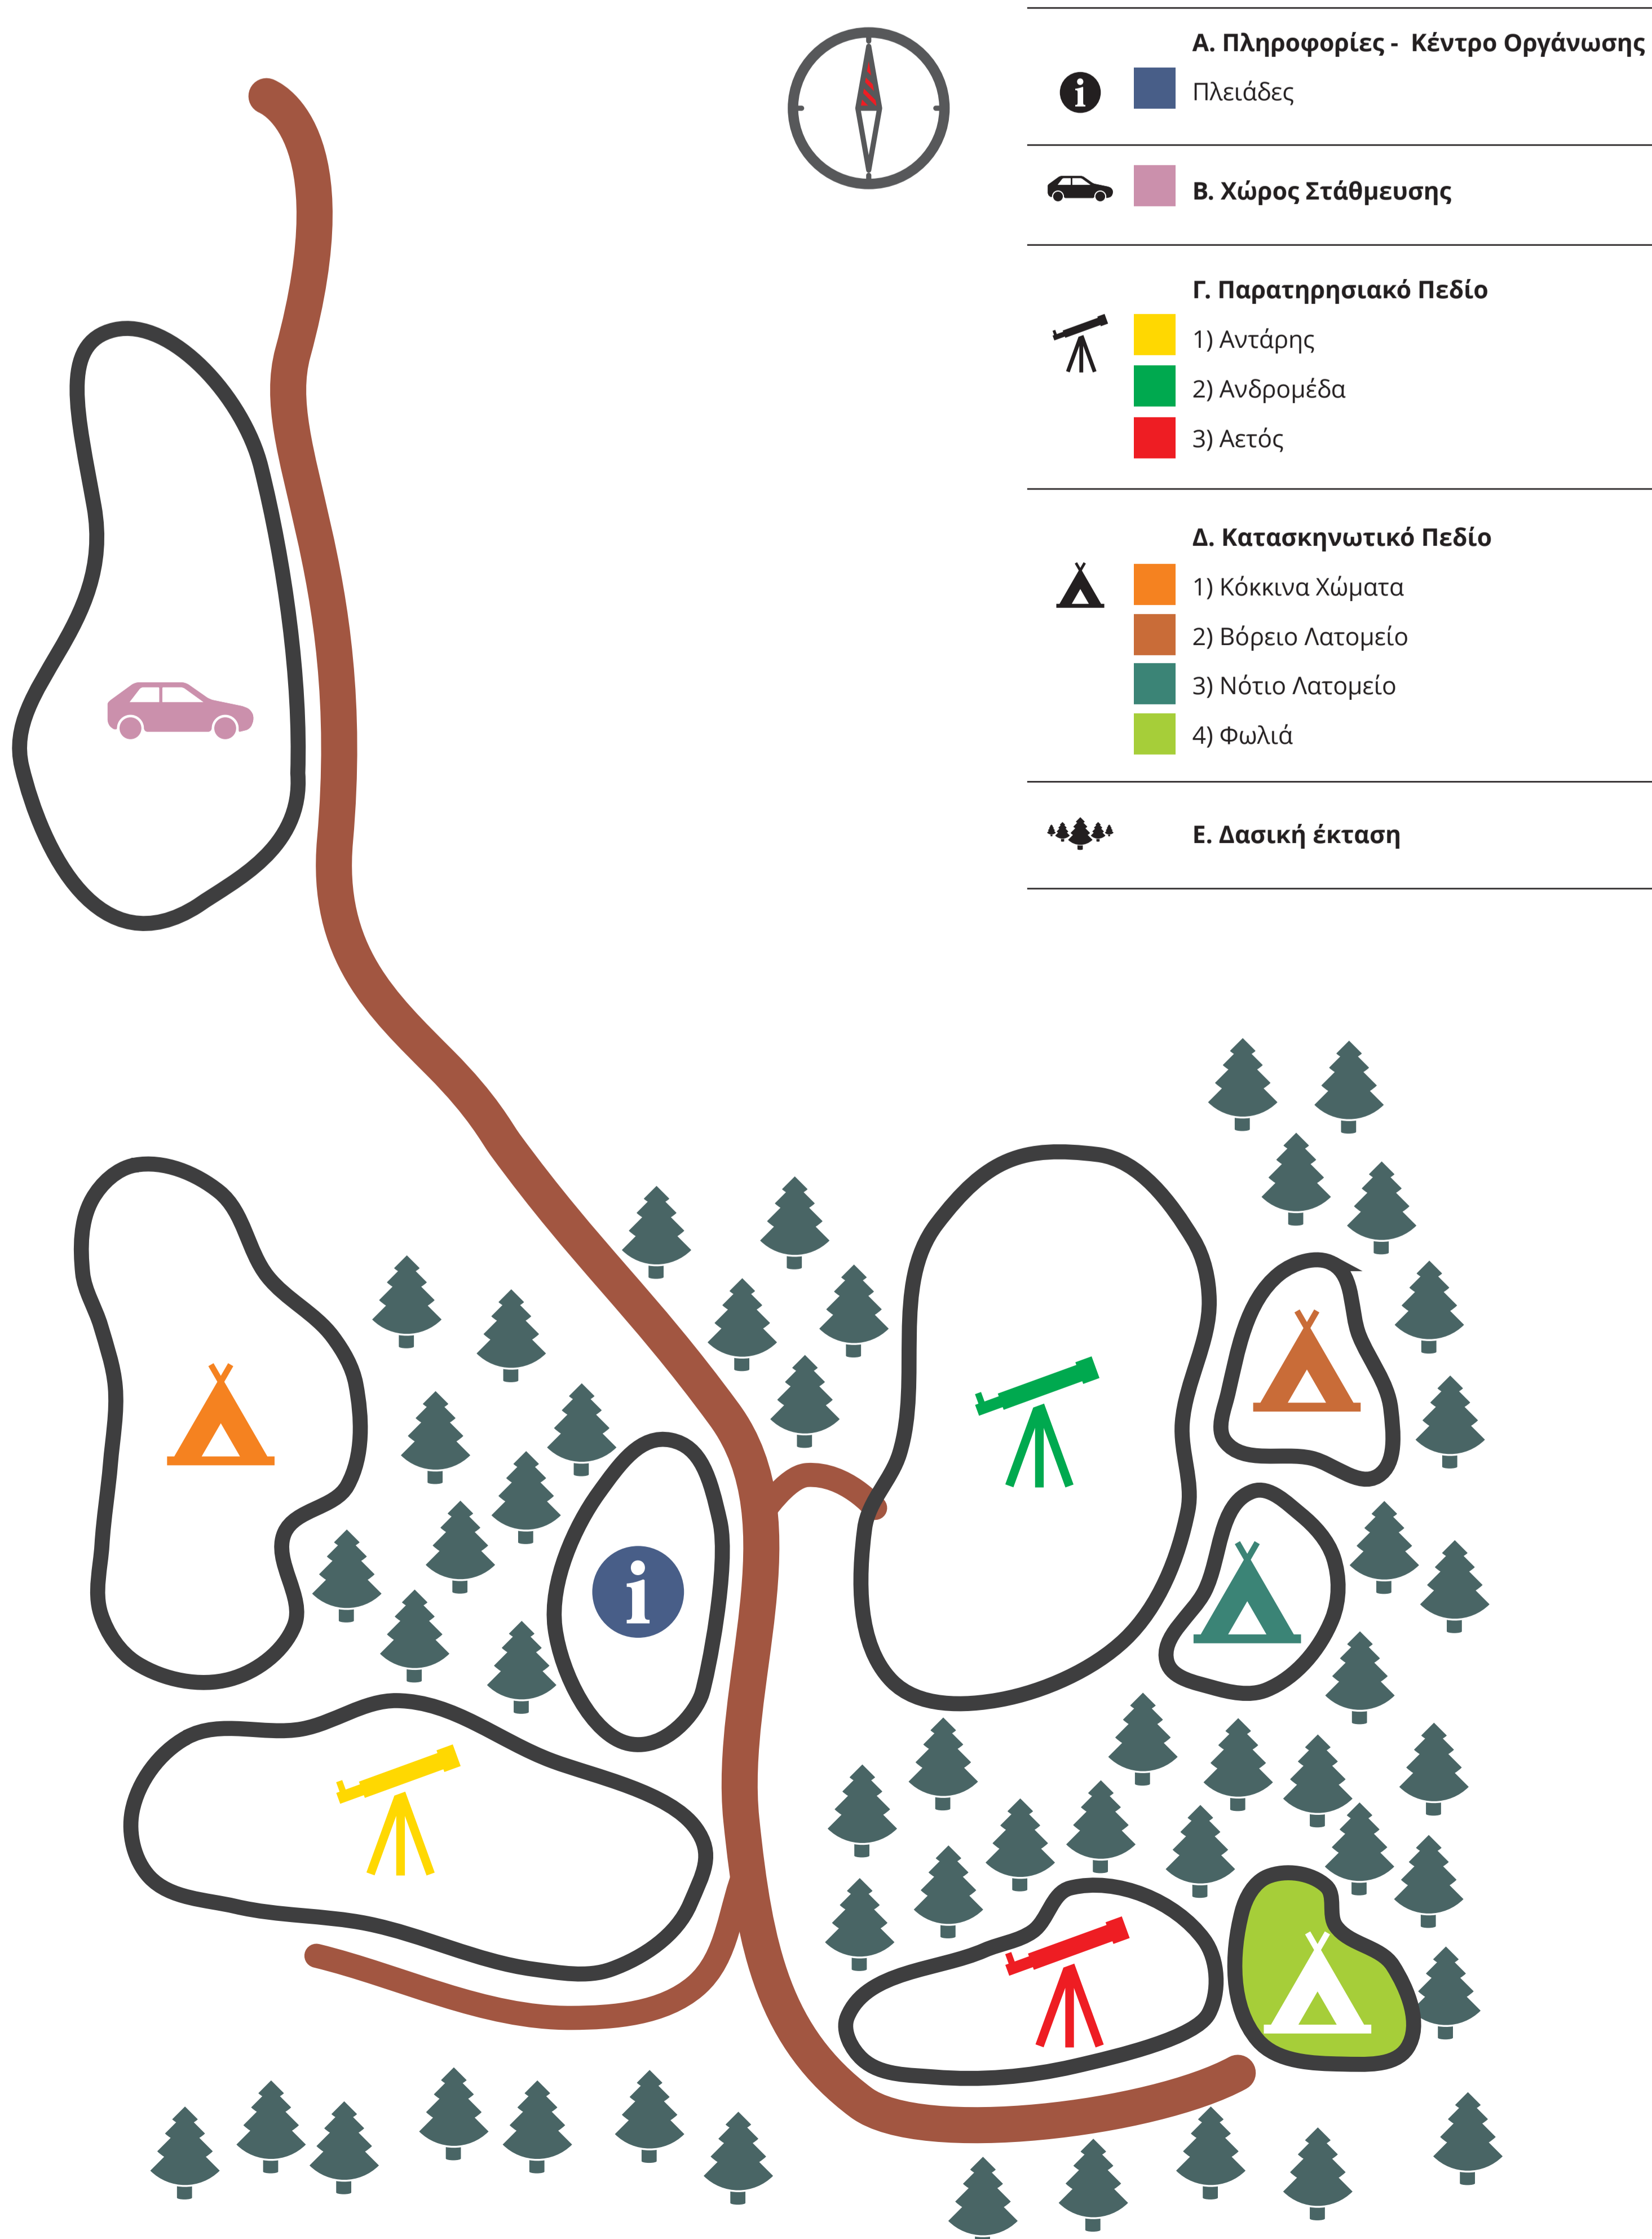 Α. Πληροφορίες - Κέντρο Οργάνωσης
Πλειάδες
Β. Χώρος Στάθμευσης
Γ. Παρατηρησιακό Πεδίο
1) Αντάρης
2) Ανδρομέδα
3) Αετός
Δ. Κατασκηνωτικό Πεδίο
1) Κόκκινα Χώματα
2) Βόρειο Λατομείο
3) Νότιο Λατομείο
4) Φωλιά
Ε. Δασική έκταση